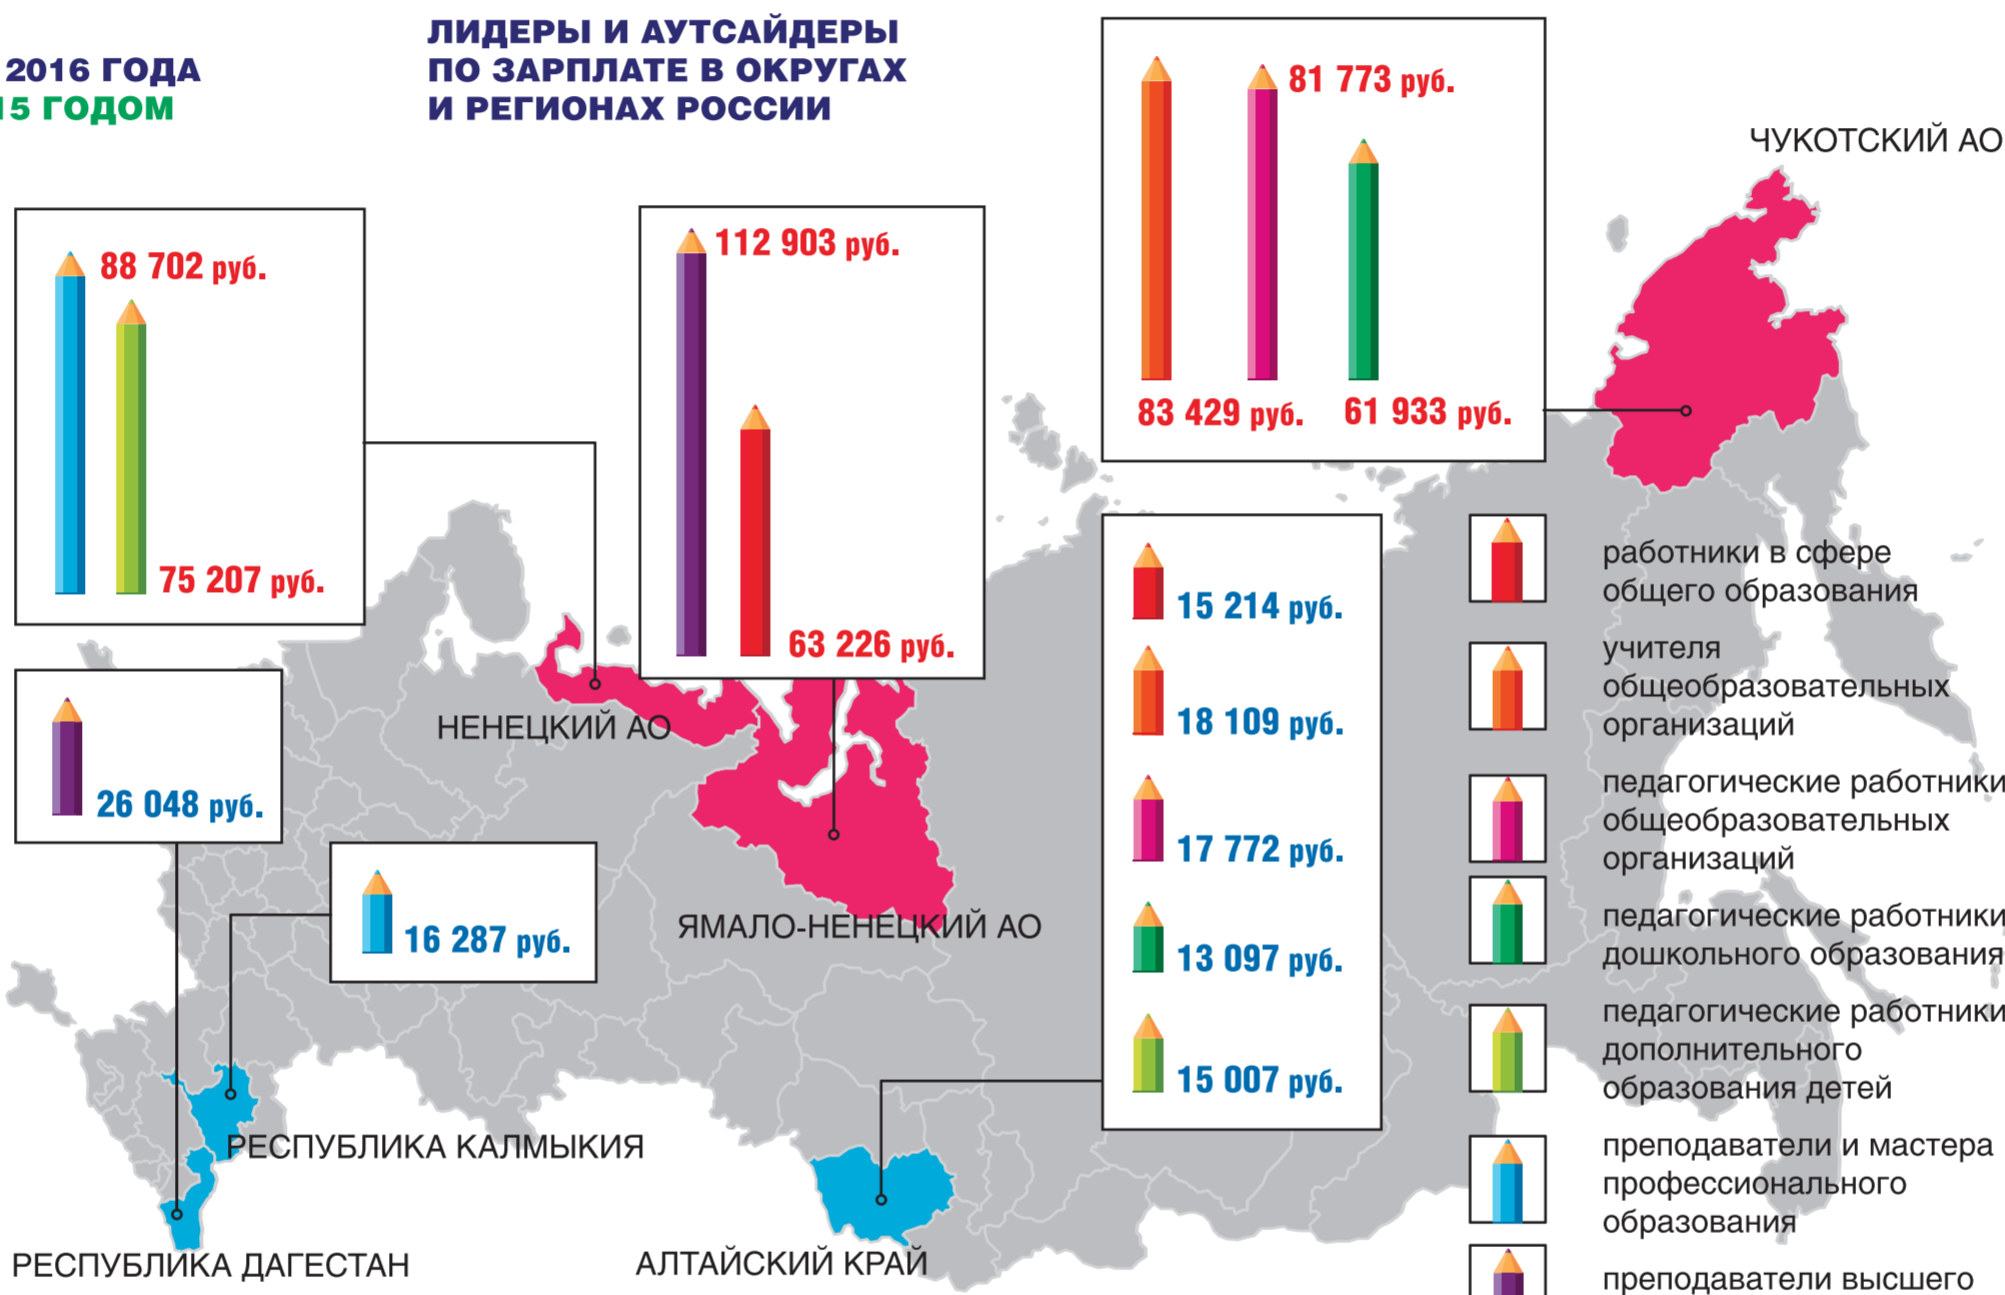 2016 ГОДА
15 ГОДОМ
ЛИДЕРЫ И АУТСАЙДЕРЫ
ПО ЗАРПЛАТЕ В ОКРУГАХ
И РЕГИОНАХ РОССИИ
88 702 руб.
75 207 руб.
112 903 руб.
63 226 руб.
81 773 руб.
83 429 руб.
61 933 руб.
ЧУКОТСКИЙ АО
НЕНЕЦКИЙ АО
26 048 руб.
16 287 руб.
ЯМАЛО-НЕНЕЦКИЙ АО
15 214 руб.
18 109 руб.
17 772 руб.
13 097 руб.
15 007 руб.
РЕСПУБЛИКА КАЛМЫКИЯ
РЕСПУБЛИКА ДАГЕСТАН
АЛТАЙСКИЙ КРАЙ
работники в сфере
общего образования
учителя
общеобразовательных
организаций
педагогические работники
общеобразовательных
организаций
педагогические работники
дошкольного образования
педагогические работники
дополнительного
образования детей
преподаватели и мастера
профессионального
образования
преподаватели высшего